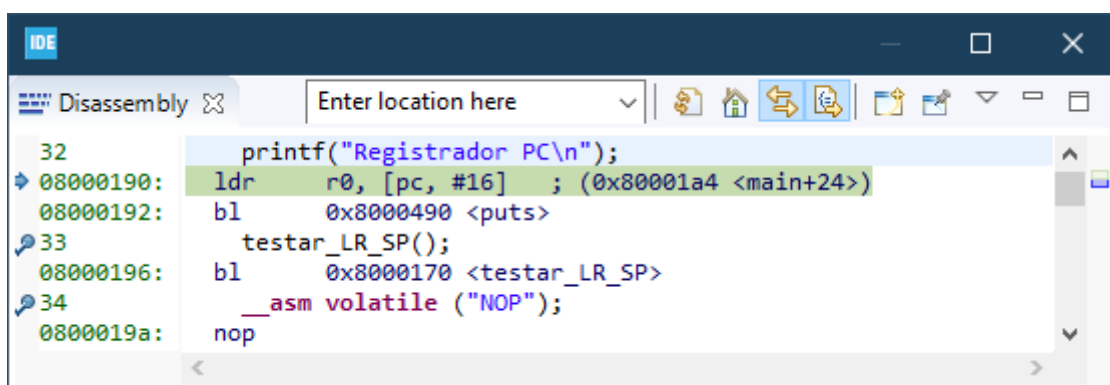 IDE
Disassembly Enter location here
32 printf("Registrador PC\n");
08000190: ldr r0, [pc, #16] ; (0x80001a4 <main+24>)
08000192: bl 0x8000490 <puts>
33 testar_LR_SP();
08000196: bl 0x8000170 <testar_LR_SP>
34 __asm volatile ("NOP");
0800019a: nop